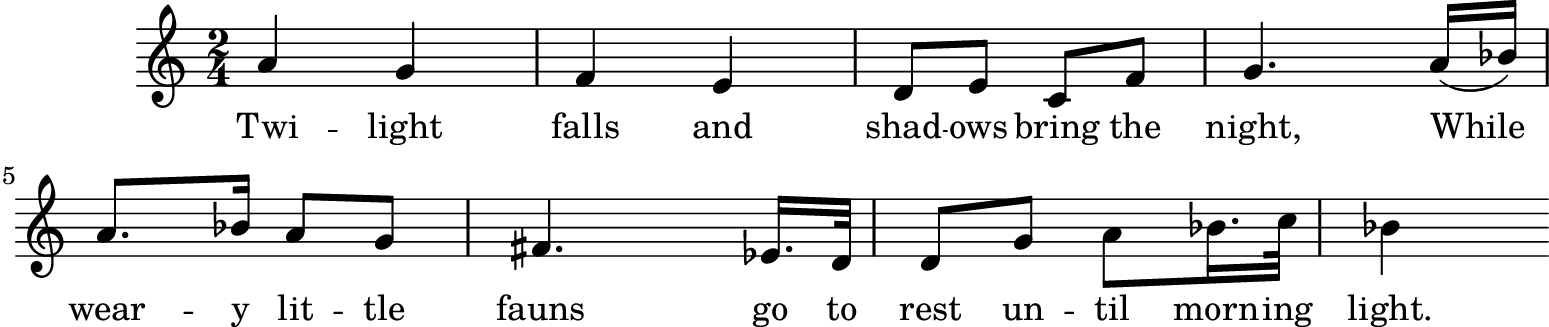 2
4
Twi - light falls and shad - ows bring the night, While
5
wear - y lit - tle fauns go to rest un - til morn - ing light.